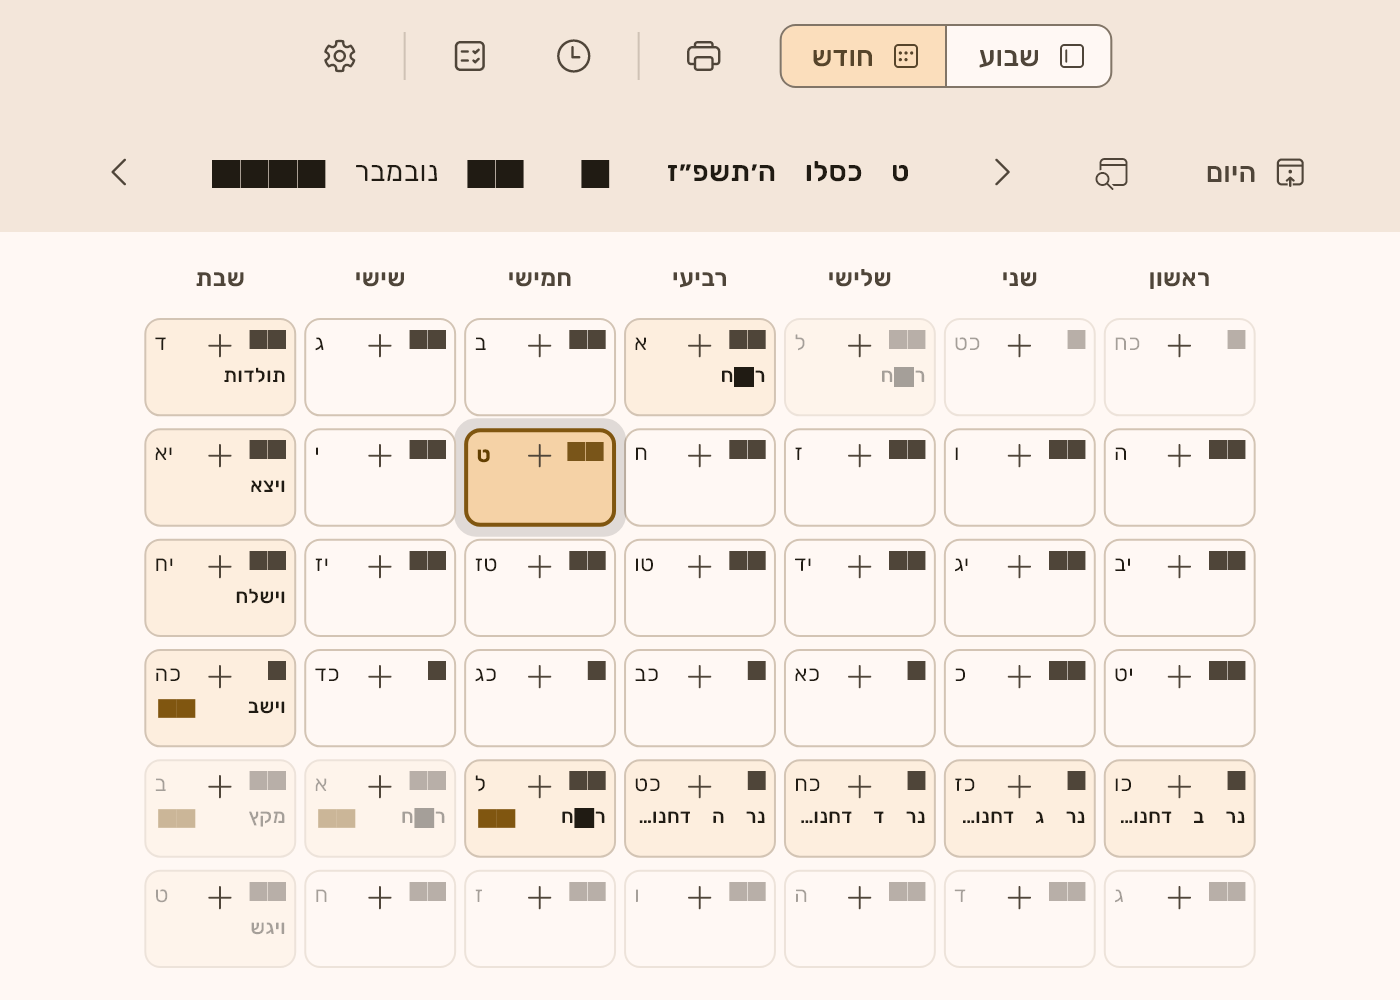 שבוע חודש
היום ט כסלו ה׳תשפ״ז נובמבר
ראשון שני שלישי רביעי חמישי שישי שבת
כח כט ל א ב ג ד
ר■ח ר■ח תולדות
ה ו ז ח ט י יא
ויצא
יב יג יד טו טז יז יח
וישלח
יט כ כא כב כג כד כה
וישב
כו כז כח כט ל א ב
נר ב דחנו... נר ג דחנו... נר ד דחנו... נר ה דחנו... ר■ח ר■ח מקץ
ג ד ה ו ז ח ט
ויגש